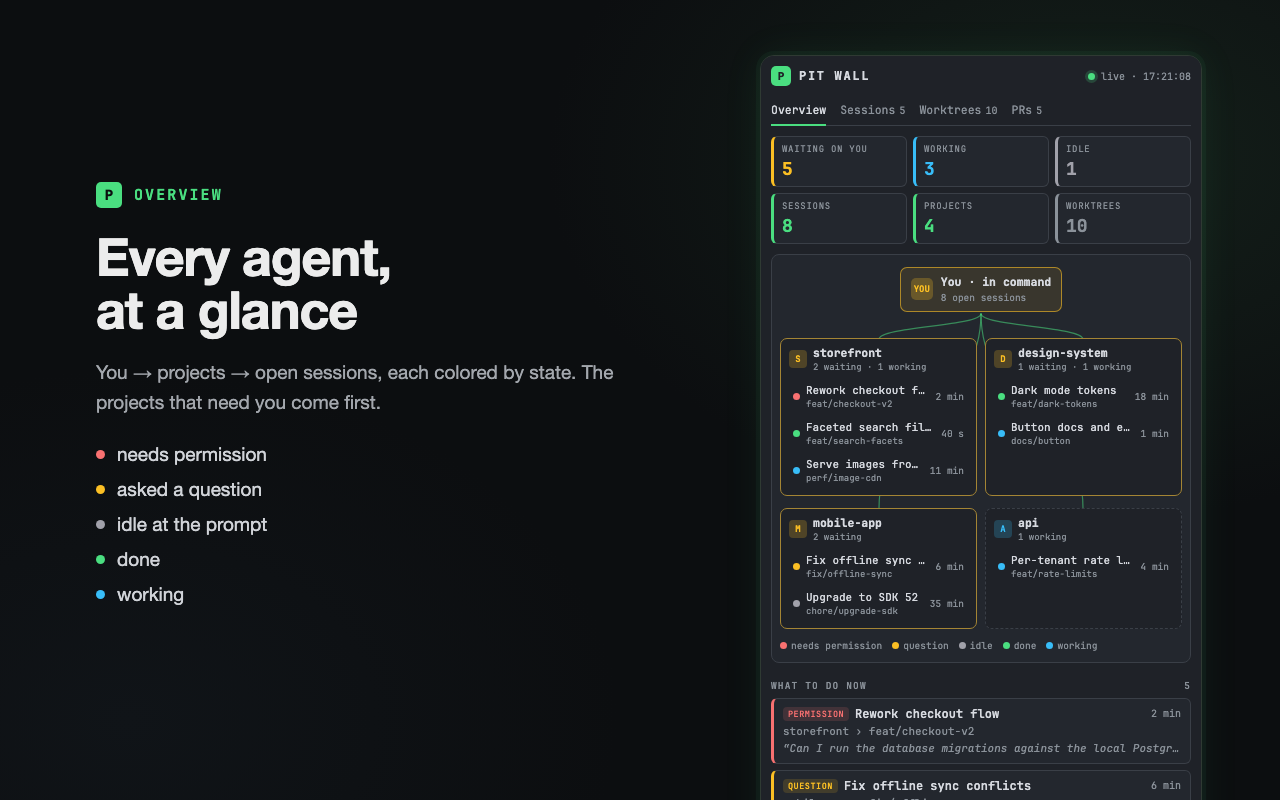 P OVERVIEW
Every agent,
at a glance
You → projects → open sessions, each colored by state. The
projects that need you come first.
needs permission
asked a question
idle at the prompt
done
working
P PIT WALL
live · 17:21:08
Overview Sessions 5 Worktrees 10 PRs 5
WAITING ON YOU
5
WORKING
3
IDLE
1
SESSIONS
8
PROJECTS
4
WORKTREES
10
YOU
You · in command
8 open sessions
S
storefront
2 waiting · 1 working
Rework checkout f… 2 min
feat/checkout-v2
Faceted search fil… 40 s
feat/search-facets
Serve images fro… 11 min
perf/image-cdn
D
design-system
1 waiting · 1 working
Dark mode tokens 18 min
feat/dark-tokens
Button docs and e… 1 min
docs/button
M
mobile-app
2 waiting
Fix offline sync … 6 min
fix/offline-sync
Upgrade to SDK 52 35 min
chore/upgrade-sdk
A
api
1 working
Per-tenant rate l… 4 min
feat/rate-limits
needs permission question idle done working
WHAT TO DO NOW 5
PERMISSION Rework checkout flow 2 min
storefront › feat/checkout-v2
"Can I run the database migrations against the local Postgr…
QUESTION Fix offline sync conflicts 6 min